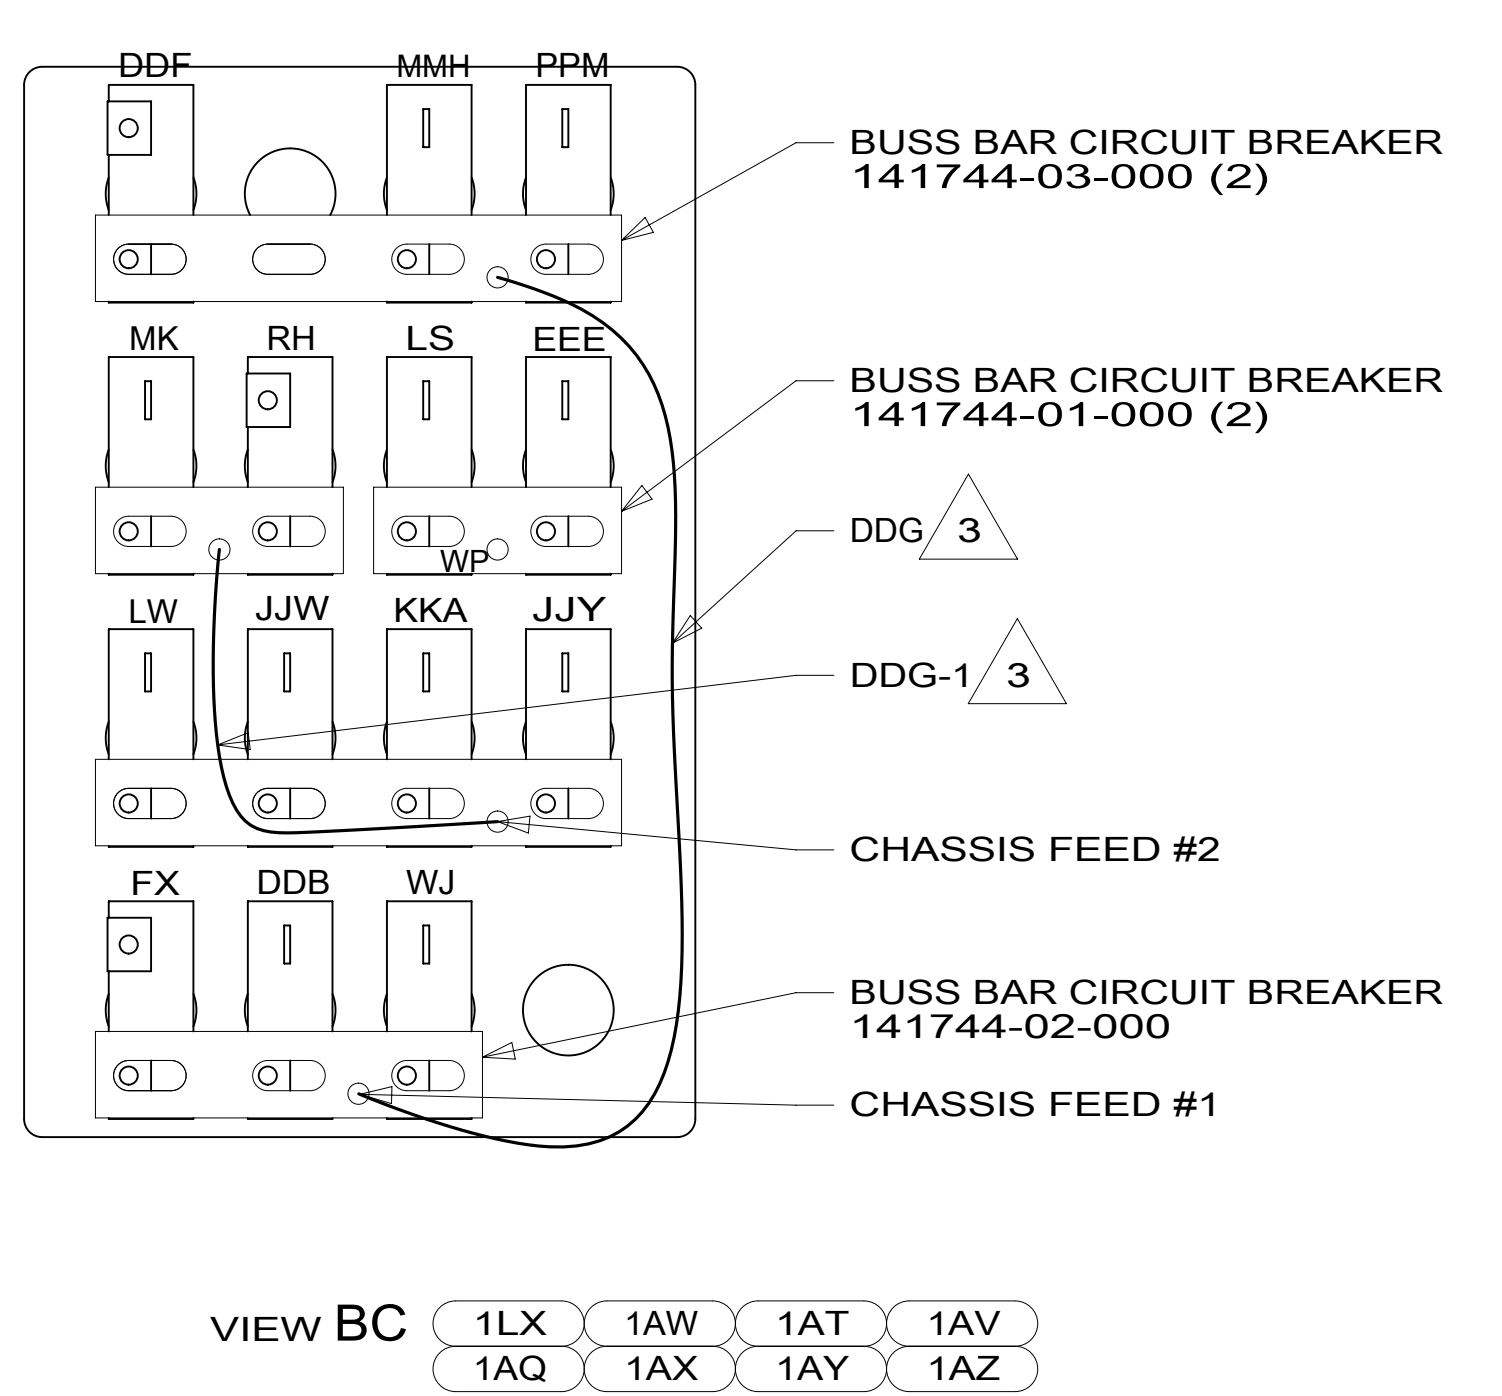 DDF MMH PPM
BUSS BAR CIRCUIT BREAKER
141744-03-000 (2)
MK RH LS EEE
BUSS BAR CIRCUIT BREAKER
141744-01-000 (2)
DDG 3
WP
LW JJW KKA JJY
DDG-1 3
CHASSIS FEED #2
FX DDB WJ
BUSS BAR CIRCUIT BREAKER
141744-02-000
CHASSIS FEED #1
VIEW BC
1LX 1AW 1AT 1AV
1AQ 1AX 1AY 1AZ